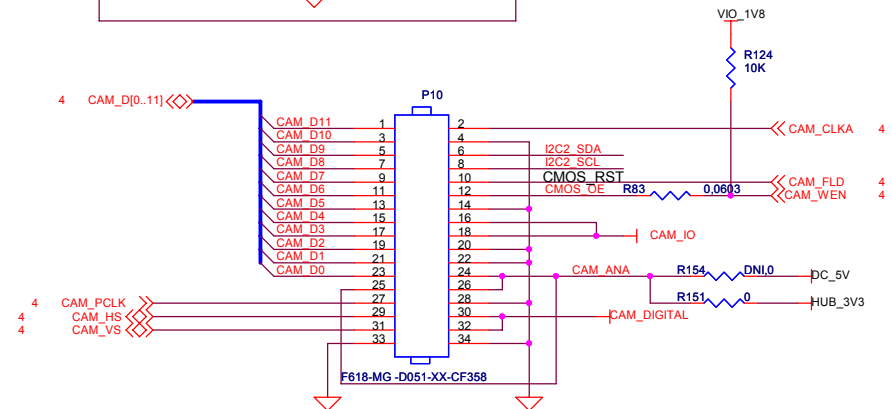 VIO_1V8
R124
10K
P10
4 CAM_D[0..11]
CAM_D11 1 2 CAM_CLKA 4
CAM_D10 3 4
CAM_D9 5 6 I2C2_SDA
CAM_D8 7 8 I2C2_SCL
CAM_D7 9 10 CMOS_RST CAM_FLD 4
CAM_D6 11 12 CMOS_OE R83 0,0603 CAM_WEN 4
CAM_D5 13 14
CAM_D4 15 16
CAM_D3 17 18 CAM_IO
CAM_D2 19 20
CAM_D1 21 22
CAM_D0 23 24 CAM_ANA R154 DNI,0 DC_5V
25 26
4 CAM_PCLK 27 28 R151 0 HUB_3V3
4 CAM_HS 29 30 CAM_DIGITAL
4 CAM_VS 31 32
33 34
F618-MG -D051-XX-CF358